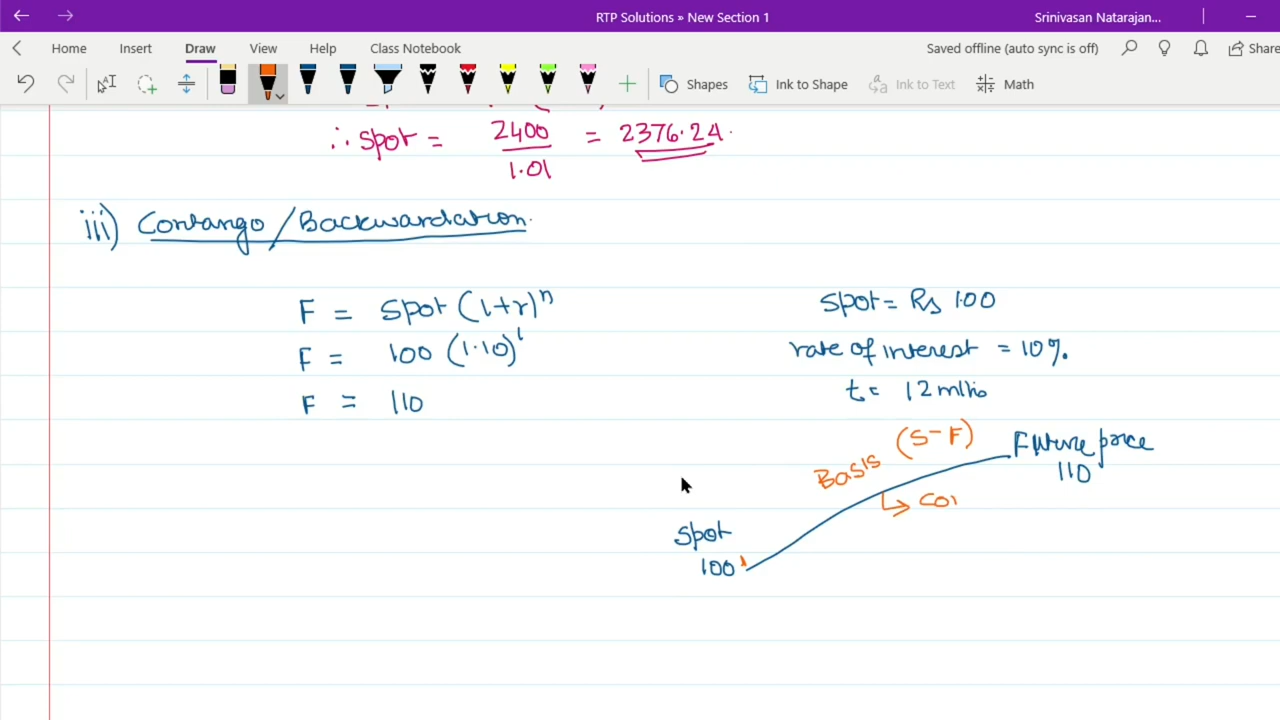 RTP Solutions » New Section 1
Srinivasan Natarajan...
Home Insert Draw View Help Class Notebook
Saved offline (auto sync is off)
Share
Shapes Ink to Shape Ink to Text Math
∴ Spot = 2400 / 1.01 = 2376.24
iii) Contango / Backwardation
F = Spot (1+r)^n
Spot = Rs 100
F = 100 (1.10)^1
rate of interest = 10%
F = 110
t = 12 mths
Basis (S-F)
Future price
110
Spot
100